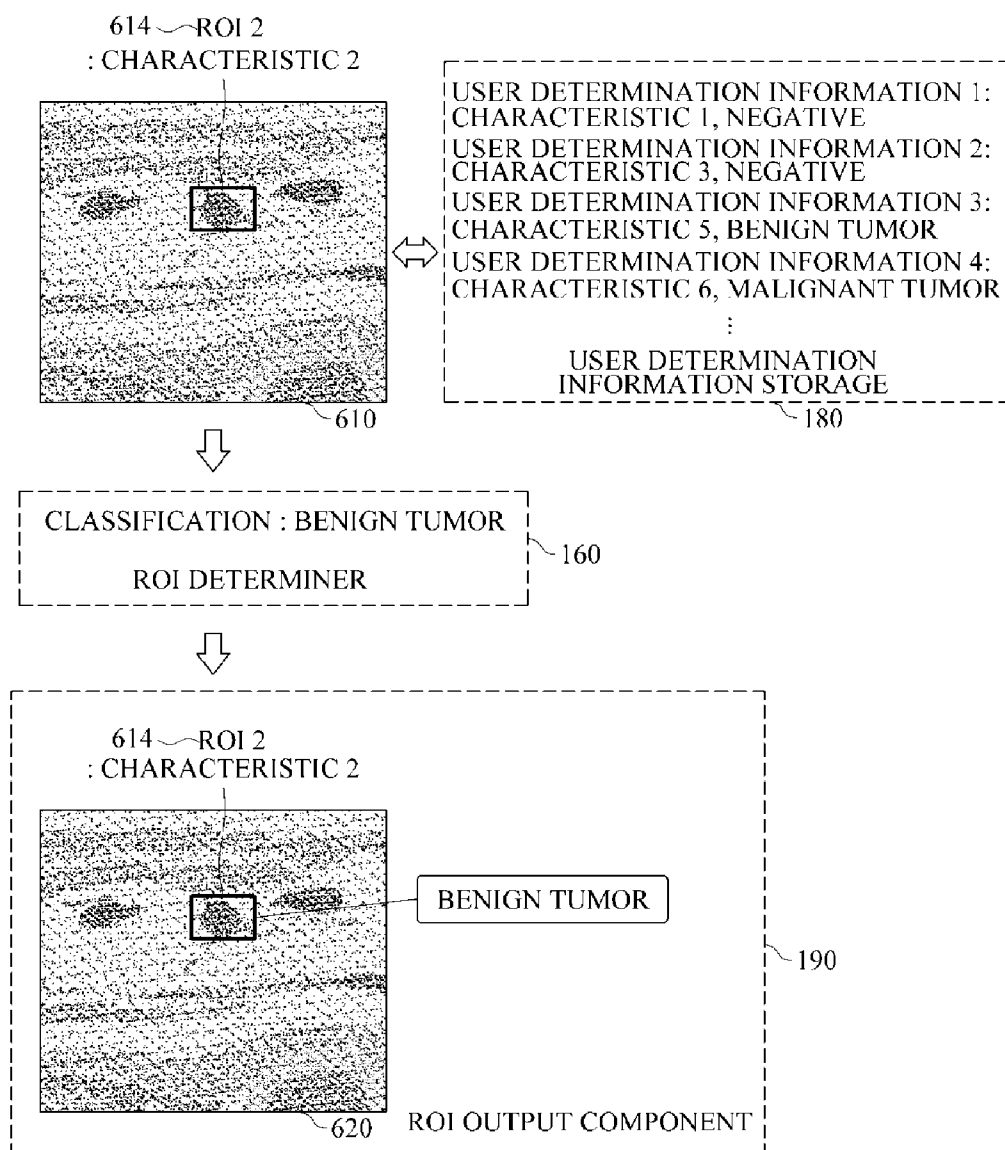 614 ROI 2
: CHARACTERISTIC 2
USER DETERMINATION INFORMATION 1:
CHARACTERISTIC 1, NEGATIVE
USER DETERMINATION INFORMATION 2:
CHARACTERISTIC 3, NEGATIVE
USER DETERMINATION INFORMATION 3:
CHARACTERISTIC 5, BENIGN TUMOR
USER DETERMINATION INFORMATION 4:
CHARACTERISTIC 6, MALIGNANT TUMOR
⋮
USER DETERMINATION
INFORMATION STORAGE
610
180
CLASSIFICATION : BENIGN TUMOR
ROI DETERMINER
160
614 ROI 2
: CHARACTERISTIC 2
BENIGN TUMOR
190
620
ROI OUTPUT COMPONENT